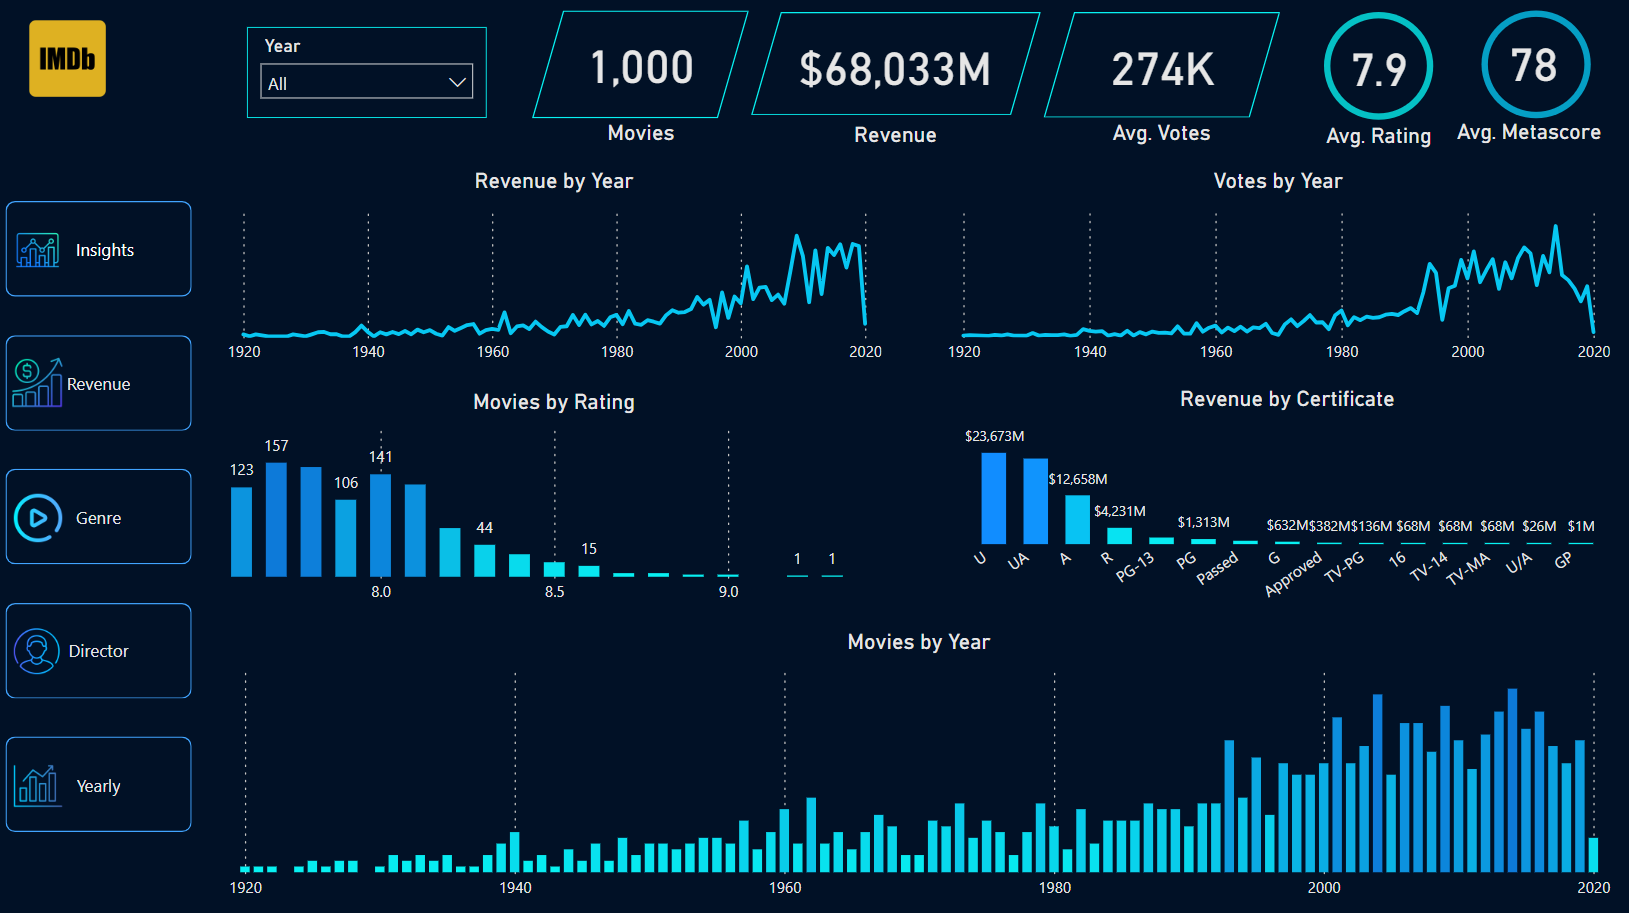 IMDb
Year
All
1,000
Movies
$68,033M
Revenue
274K
Avg. Votes
7.9
Avg. Rating
78
Avg. Metascore
Insights
Revenue
Genre
Director
Yearly
Revenue by Year
1920 1940 1960 1980 2000 2020
Votes by Year
1920 1940 1960 1980 2000 2020
Movies by Rating
123 157 106 141 44 15 1 1
8.0 8.5 9.0
Revenue by Certificate
$23,673M $12,658M $4,231M $1,313M $632M $382M $136M $68M $68M $68M $26M $1M
U UA A R PG-13 PG Passed G Approved TV-PG 16 TV-14 TV-MA U/A GP
Movies by Year
1920 1940 1960 1980 2000 2020